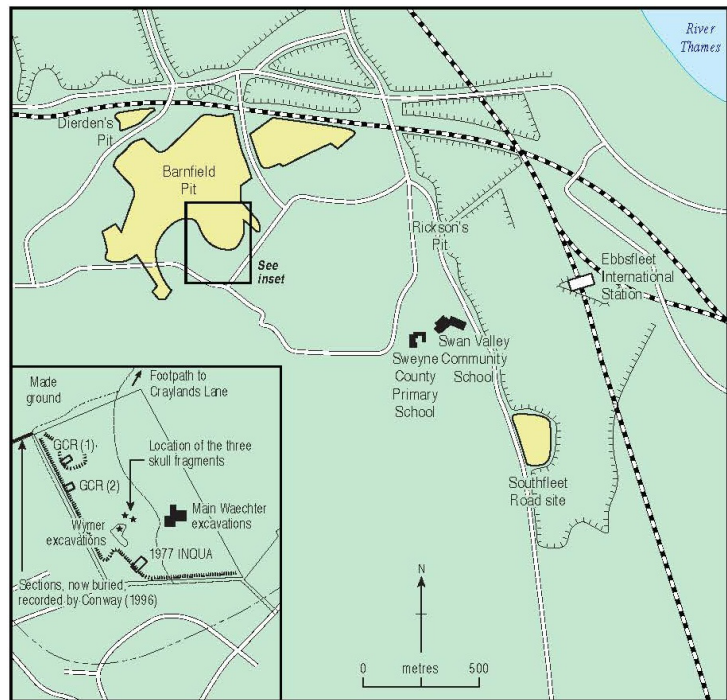 River
Thames
Dierden's
Pit
Barnfield
Pit
See
inset
Rickson's
Pit
Ebbsfleet
International
Station
Swan Valley
Community
School
Sweyne
County
Primary
School
Southfleet
Road site
Made
ground
Footpath to
Craylands Lane
GCR (1)
Location of the three
skull fragments
GCR (2)
Main Waechter
excavations
Wymer
excavations
1977 INQUA
Sections, now buried,
recorded by Conway (1996)
N
0 metres 500